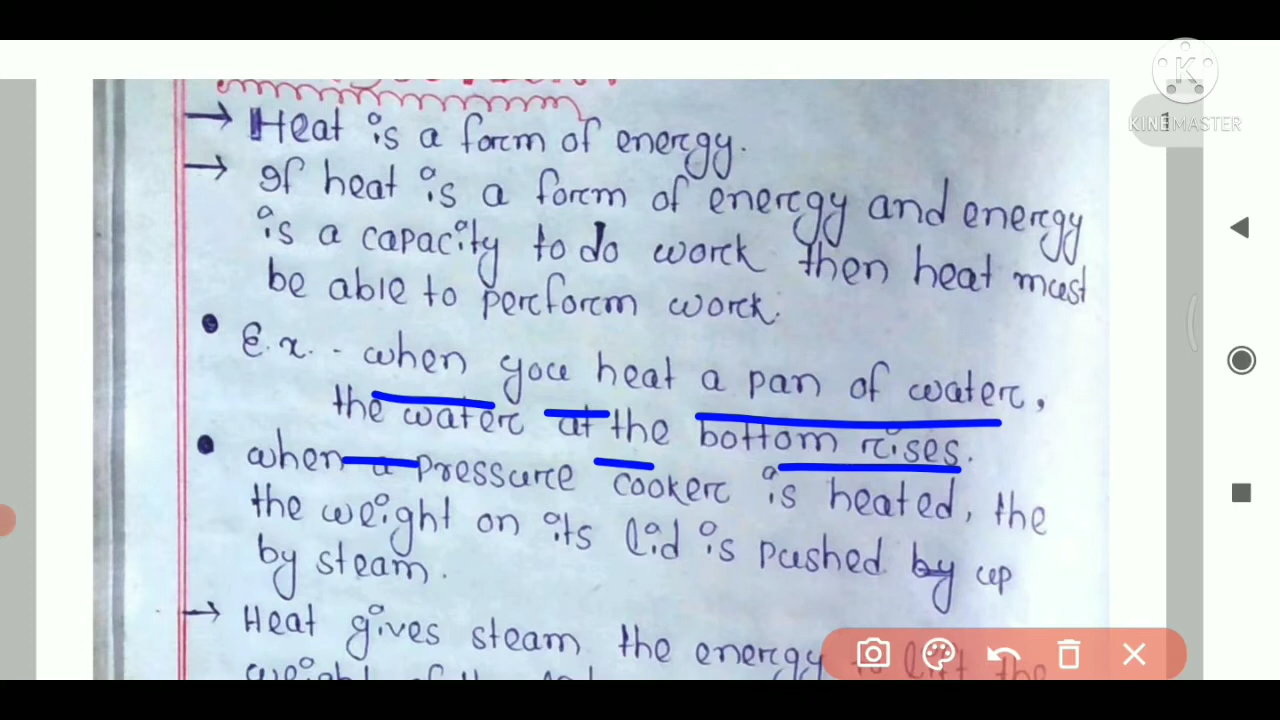 KINEMASTER
→ Heat is a form of energy.
→ If heat is a form of energy and energy
is a capacity to do work then heat must
be able to perform work.
• E.x. - when you heat a pan of water,
the water at the bottom rises.
• when a pressure cooker is heated, the
the weight on its lid is pushed by up
by steam.
→ Heat gives steam the energy to lift the